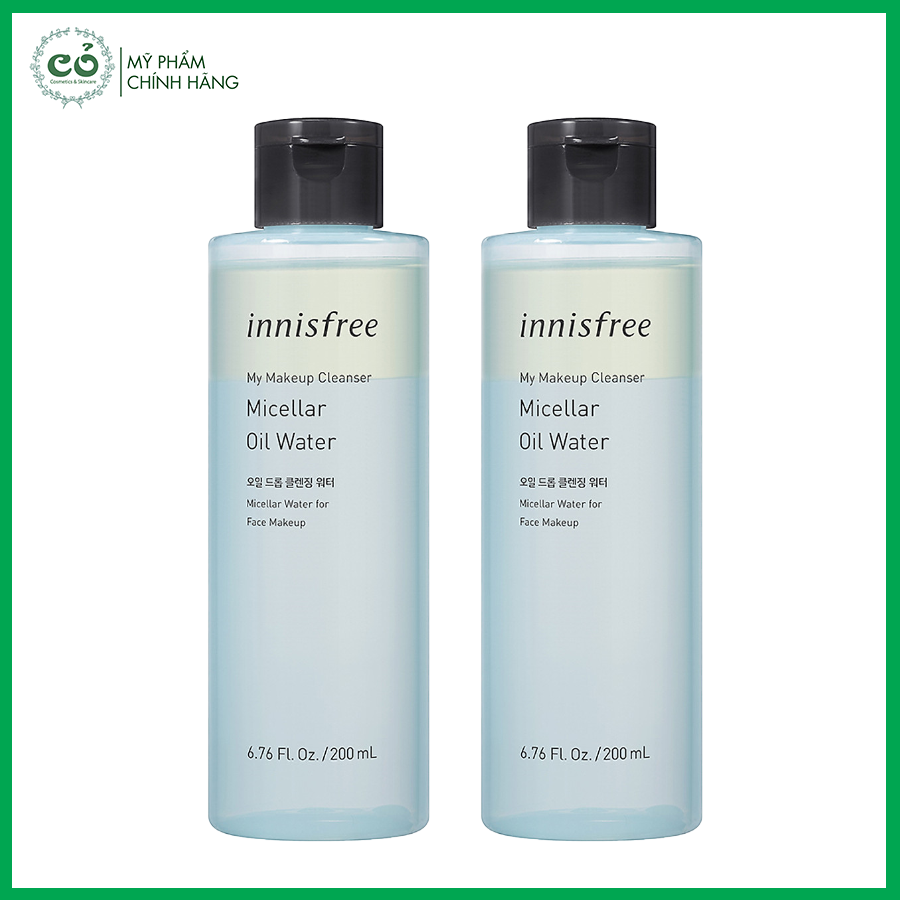 CỎ
Cosmetics & Skincare
MỸ PHẨM
CHÍNH HÃNG
innisfree
My Makeup Cleanser
Micellar
Oil Water
오일 드롭 클렌징 워터
Micellar Water for
Face Makeup
6.76 Fl. Oz. / 200 mL
innisfree
My Makeup Cleanser
Micellar
Oil Water
오일 드롭 클렌징 워터
Micellar Water for
Face Makeup
6.76 Fl. Oz. / 200 mL